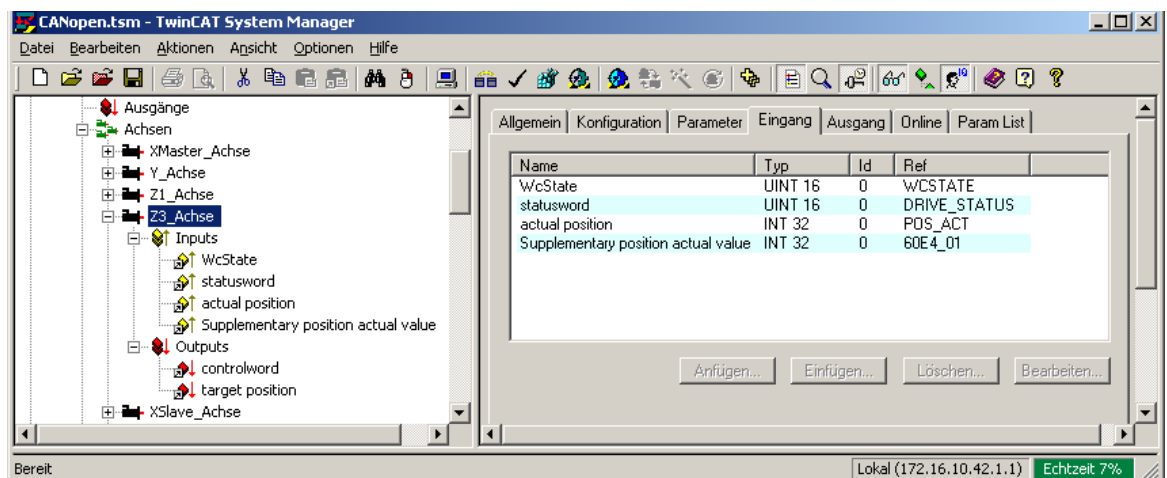 CANopen.tsm - TwinCAT System Manager
Datei Bearbeiten Aktionen Ansicht Optionen Hilfe
Ausgänge
Achsen
XMaster_Achse
Y_Achse
Z1_Achse
Z3_Achse
Inputs
WcState
statusword
actual position
Supplementary position actual value
Outputs
controlword
target position
XSlave_Achse
Allgemein Konfiguration Parameter Eingang Ausgang Online Param List
Name Typ Id Ref
WcState UINT 16 0 WCSTATE
statusword UINT 16 0 DRIVE_STATUS
actual position INT 32 0 POS_ACT
Supplementary position actual value INT 32 0 60E4_01
Anfügen... Einfügen... Löschen... Bearbeiten...
Bereit Lokal (172.16.10.42.1.1) Echtzeit 7%